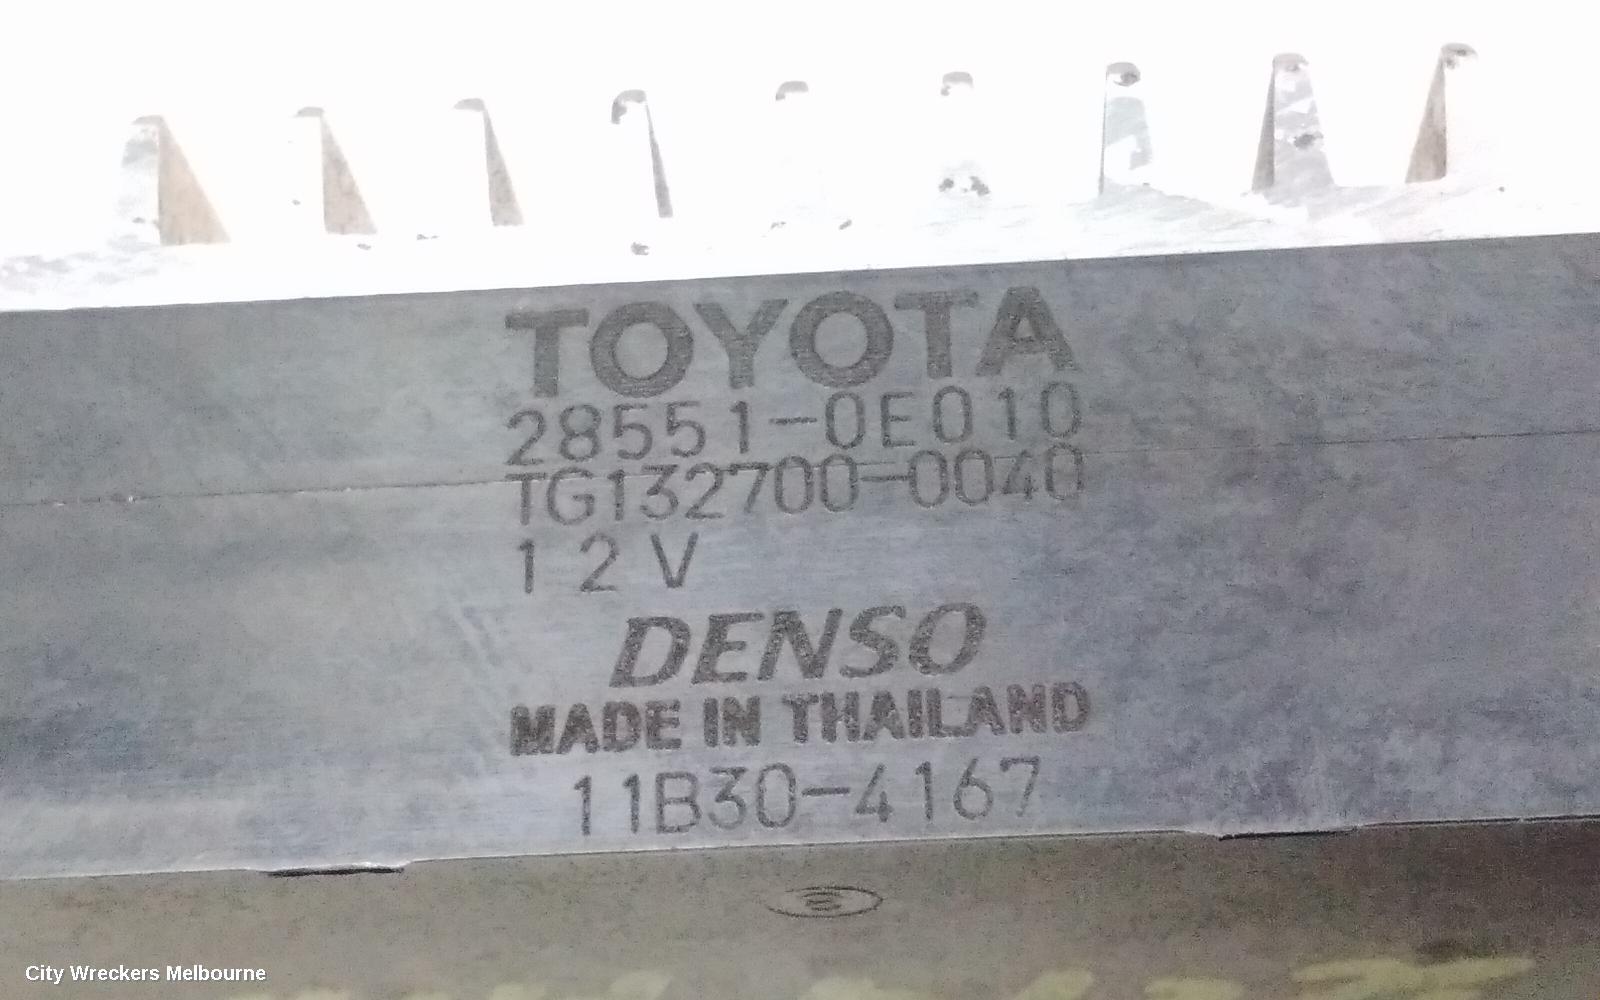 TOYOTA
28551-0E010
TG132700-0040
12V
DENSO
MADE IN THAILAND
11B30-4167
City Wreckers Melbourne